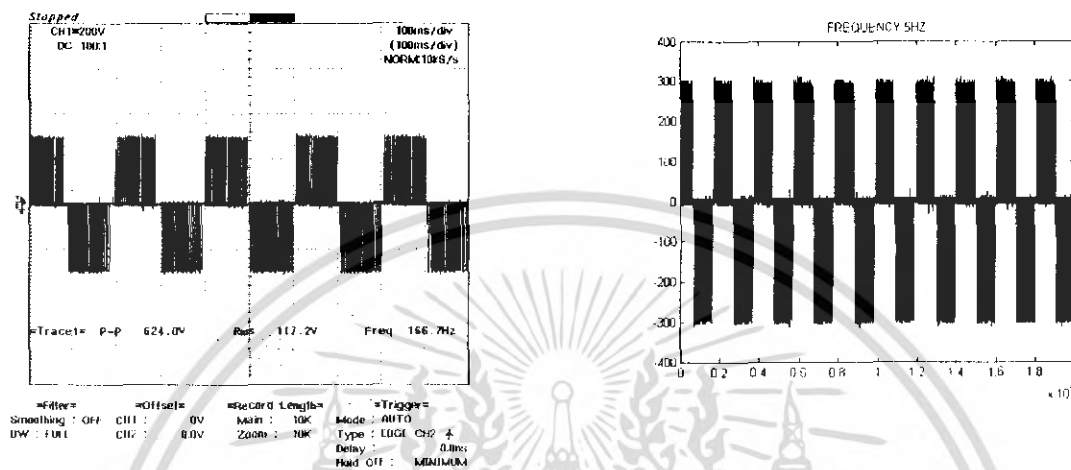 Stopped
CH1=200V
DC 100:1
100ms/div
(100ms/div)
NORM:10kS/s
=Trace1= P-P 624.0V Rms 117.2V Freq 166.7Hz
=Filter= =Offset= =Record Length= =Trigger=
Smoothing : OFF CH1 : 0V Main : 10K Mode : AUTO
BW : FULL CH2 : 0.0V Zoom : 10K Type : EDGE CH2
Delay : 0.0ns
Hold OFF : MINIMUM
FREQUENCY 5HZ
400
300
200
100
0
-100
-200
-300
-400
0 0.2 0.4 0.6 0.8 1 1.2 1.4 1.6 1.8